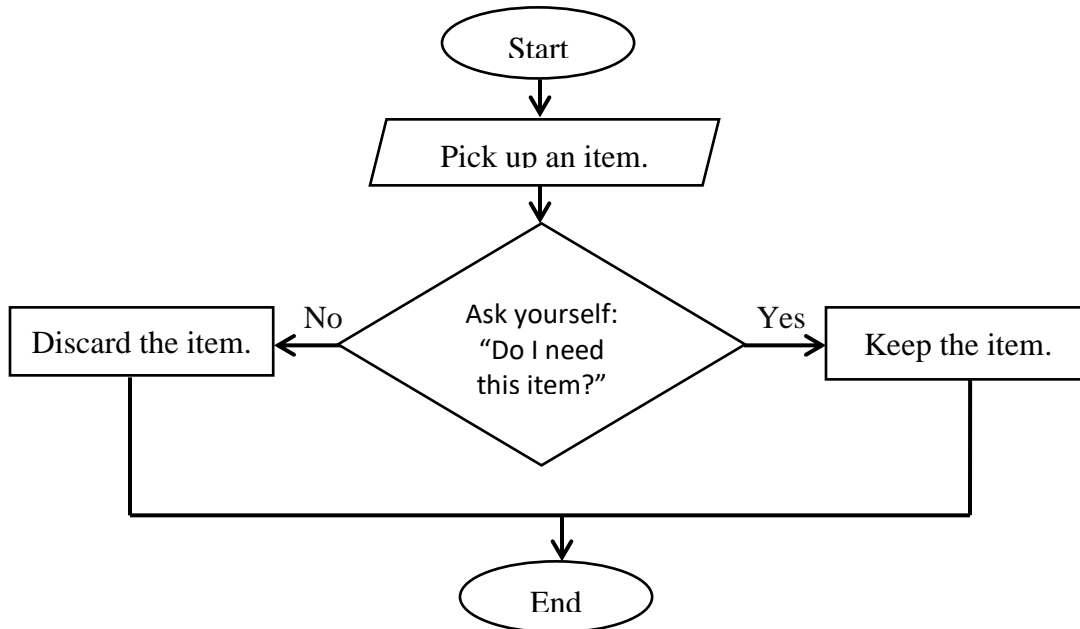 Start
Pick up an item.
No
Yes
Ask yourself:
“Do I need
this item?”
Discard the item.
Keep the item.
End